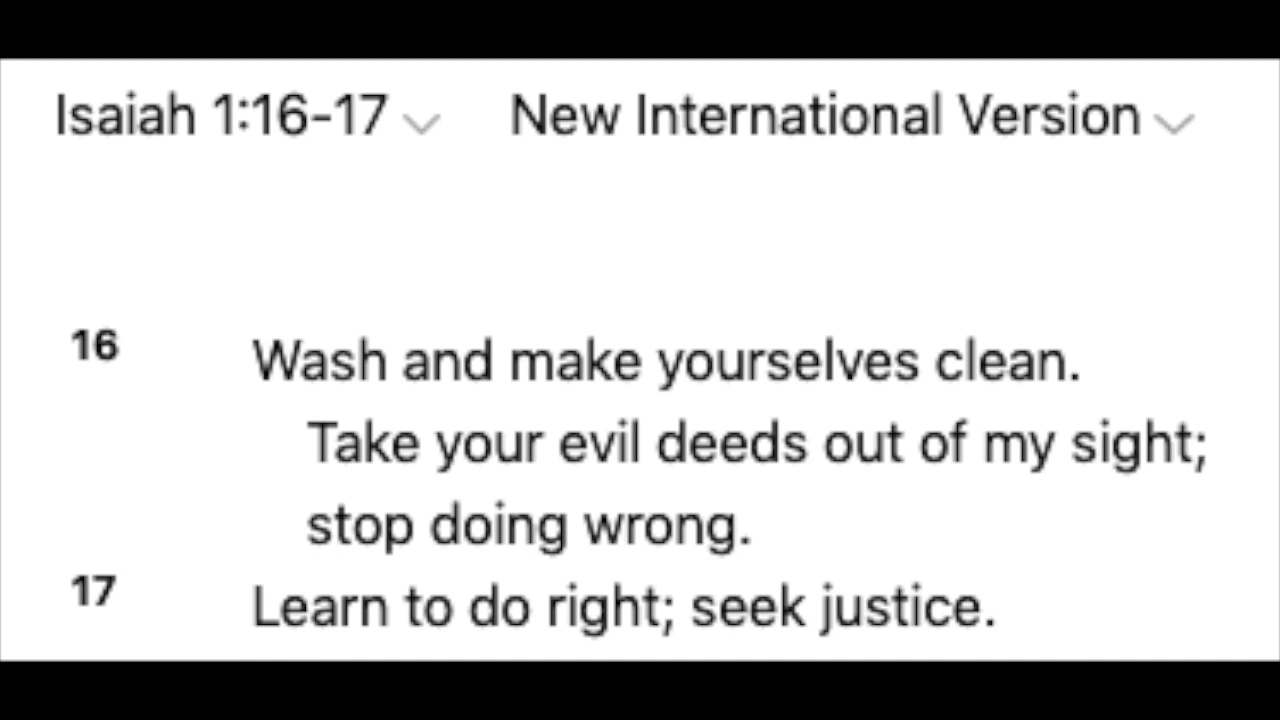 Isaiah 1:16-17 New International Version
16 Wash and make yourselves clean.
Take your evil deeds out of my sight;
stop doing wrong.
17 Learn to do right; seek justice.